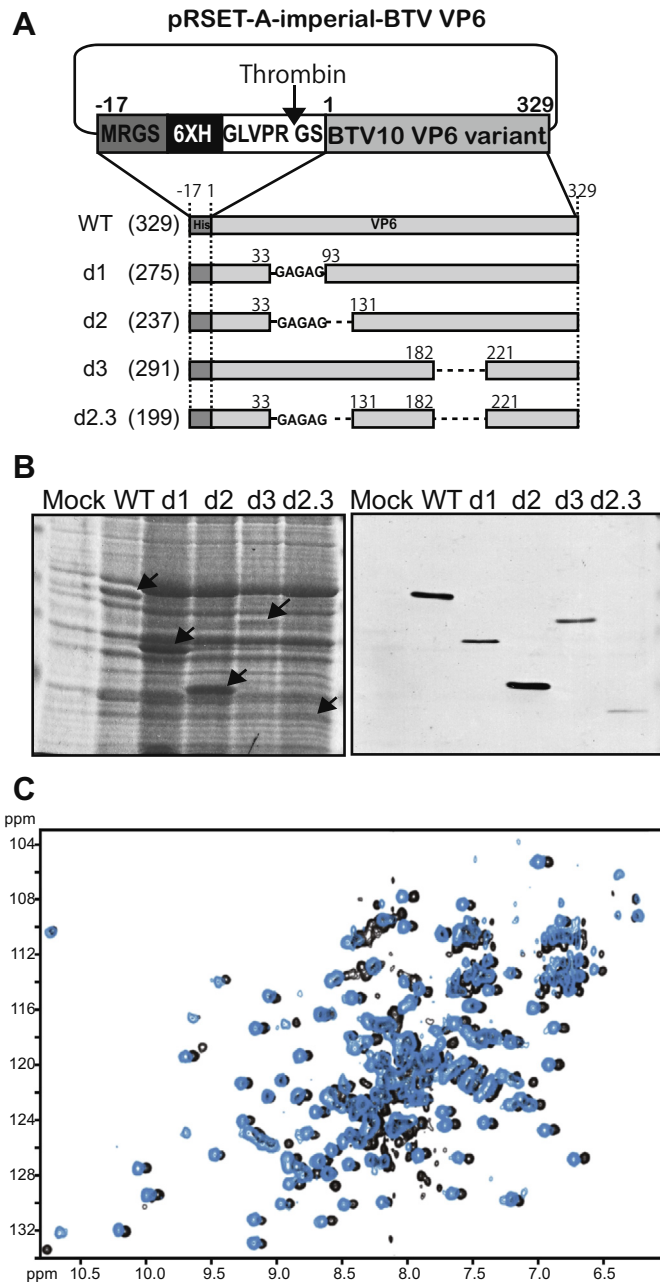 A
pRSET-A-imperial-BTV VP6
Thrombin
-17 1 329
MRGS 6XH GLVPR GS BTV10 VP6 variant
-17 1 329
WT (329) His VP6
33 93
d1 (275) GAGAG
33 131
d2 (237) GAGAG
182 221
d3 (291)
33 131 182 221
d2.3 (199) GAGAG
B
Mock WT d1 d2 d3 d2.3
Mock WT d1 d2 d3 d2.3
C
ppm
104
108
112
116
120
124
128
132
ppm 10.5 10.0 9.5 9.0 8.5 8.0 7.5 7.0 6.5